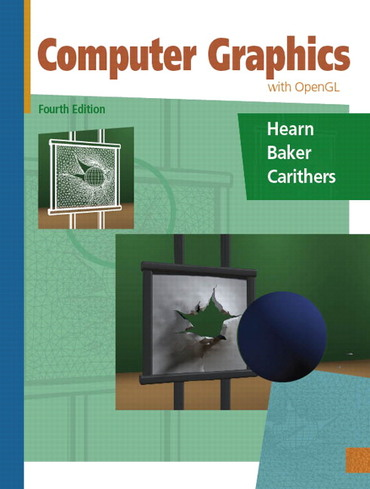 Computer Graphics
with OpenGL
Fourth Edition
Hearn
Baker
Carithers